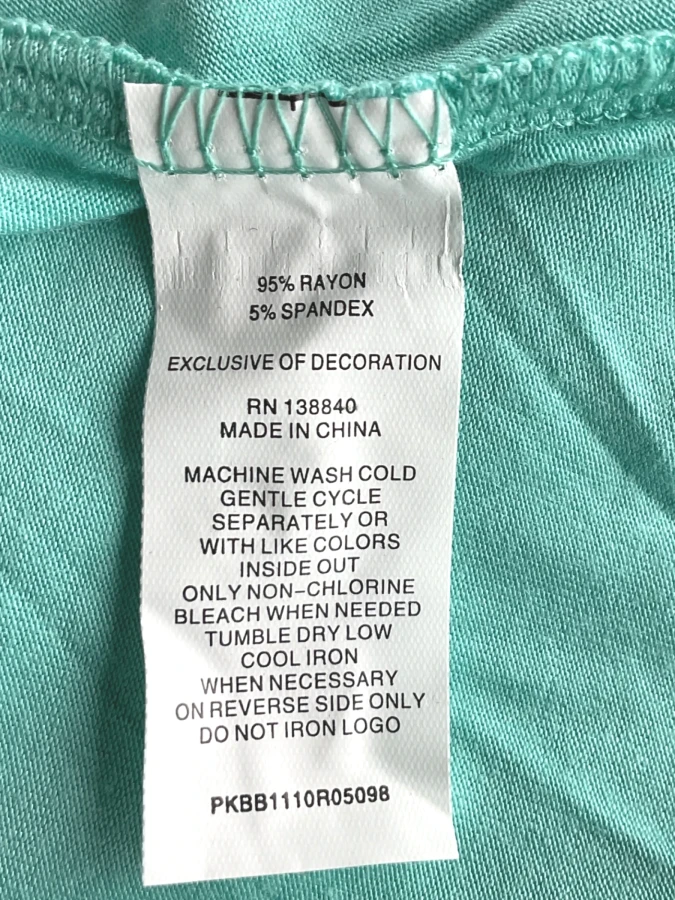 95% RAYON
5% SPANDEX
EXCLUSIVE OF DECORATION
RN 138840
MADE IN CHINA
MACHINE WASH COLD
GENTLE CYCLE
SEPARATELY OR
WITH LIKE COLORS
INSIDE OUT
ONLY NON-CHLORINE
BLEACH WHEN NEEDED
TUMBLE DRY LOW
COOL IRON
WHEN NECESSARY
ON REVERSE SIDE ONLY
DO NOT IRON LOGO
PKBB1110R05098